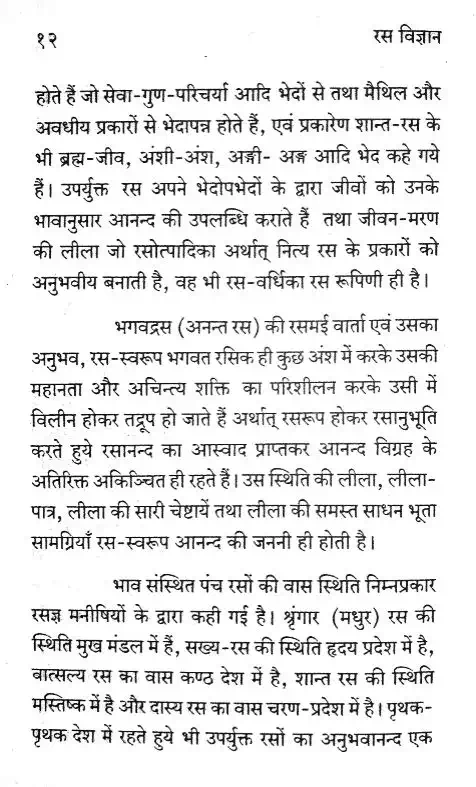 १२ रस विज्ञान
होते हैं जो सेवा-गुण-परिचर्या आदि भेदों से तथा मैथिल और
अवधीय प्रकारों से भेदापन्न होते हैं, एवं प्रकारेण शान्त-रस के
भी ब्रह्म-जीव, अंशी-अंश, अङ्गी- अङ्ग आदि भेद कहे गये
हैं। उपर्युक्त रस अपने भेदोपभेदों के द्वारा जीवों को उनके
भावानुसार आनन्द की उपलब्धि कराते हैं तथा जीवन-मरण
की लीला जो रसोत्पादिका अर्थात् नित्य रस के प्रकारों को
अनुभवीय बनाती है, वह भी रस-वर्धिका रस रूपिणी ही है।
भगवद्रस (अनन्त रस) की रसमई वार्ता एवं उसका
अनुभव, रस-स्वरूप भगवत रसिक ही कुछ अंश में करके उसकी
महानता और अचिन्त्य शक्ति का परिशीलन करके उसी में
विलीन होकर तद्रूप हो जाते हैं अर्थात् रसरूप होकर रसानुभूति
करते हुये रसानन्द का आस्वाद प्राप्तकर आनन्द विग्रह के
अतिरिक्त अकिञ्चित ही रहते हैं। उस स्थिति की लीला, लीला-
पात्र, लीला की सारी चेष्टायें तथा लीला की समस्त साधन भूता
सामग्रियाँ रस-स्वरूप आनन्द की जननी ही होती है।
भाव संस्थित पंच रसों की वास स्थिति निम्नप्रकार
रसज्ञ मनीषियों के द्वारा कही गई है। श्रृंगार (मधुर) रस की
स्थिति मुख मंडल में हैं, सख्य-रस की स्थिति हृदय प्रदेश में है,
वात्सल्य रस का वास कण्ठ देश में है, शान्त रस की स्थिति
मस्तिष्क में है और दास्य रस का वास चरण-प्रदेश में है। पृथक-
पृथक देश में रहते हुये भी उपर्युक्त रसों का अनुभवानन्द एक